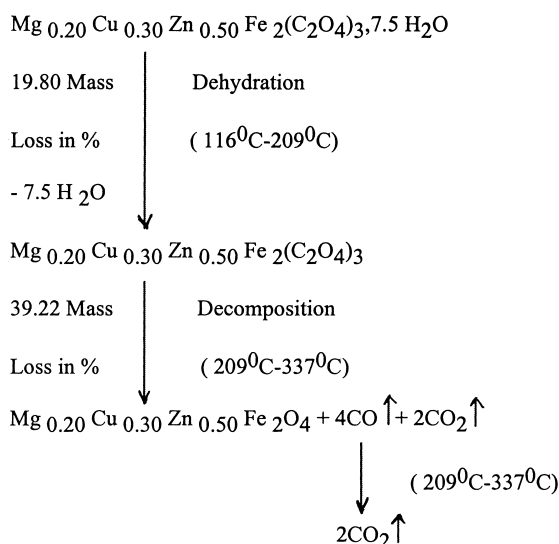 Mg 0.20 Cu 0.30 Zn 0.50 Fe 2(C2O4)3,7.5 H2O
19.80 Mass Dehydration
Loss in % ( 116⁰C-209⁰C)
- 7.5 H 2O
Mg 0.20 Cu 0.30 Zn 0.50 Fe 2(C2O4)3
39.22 Mass Decomposition
Loss in % ( 209⁰C-337⁰C)
Mg 0.20 Cu 0.30 Zn 0.50 Fe 2O4 + 4CO ↑ + 2CO2 ↑
( 209⁰C-337⁰C)
2CO2 ↑